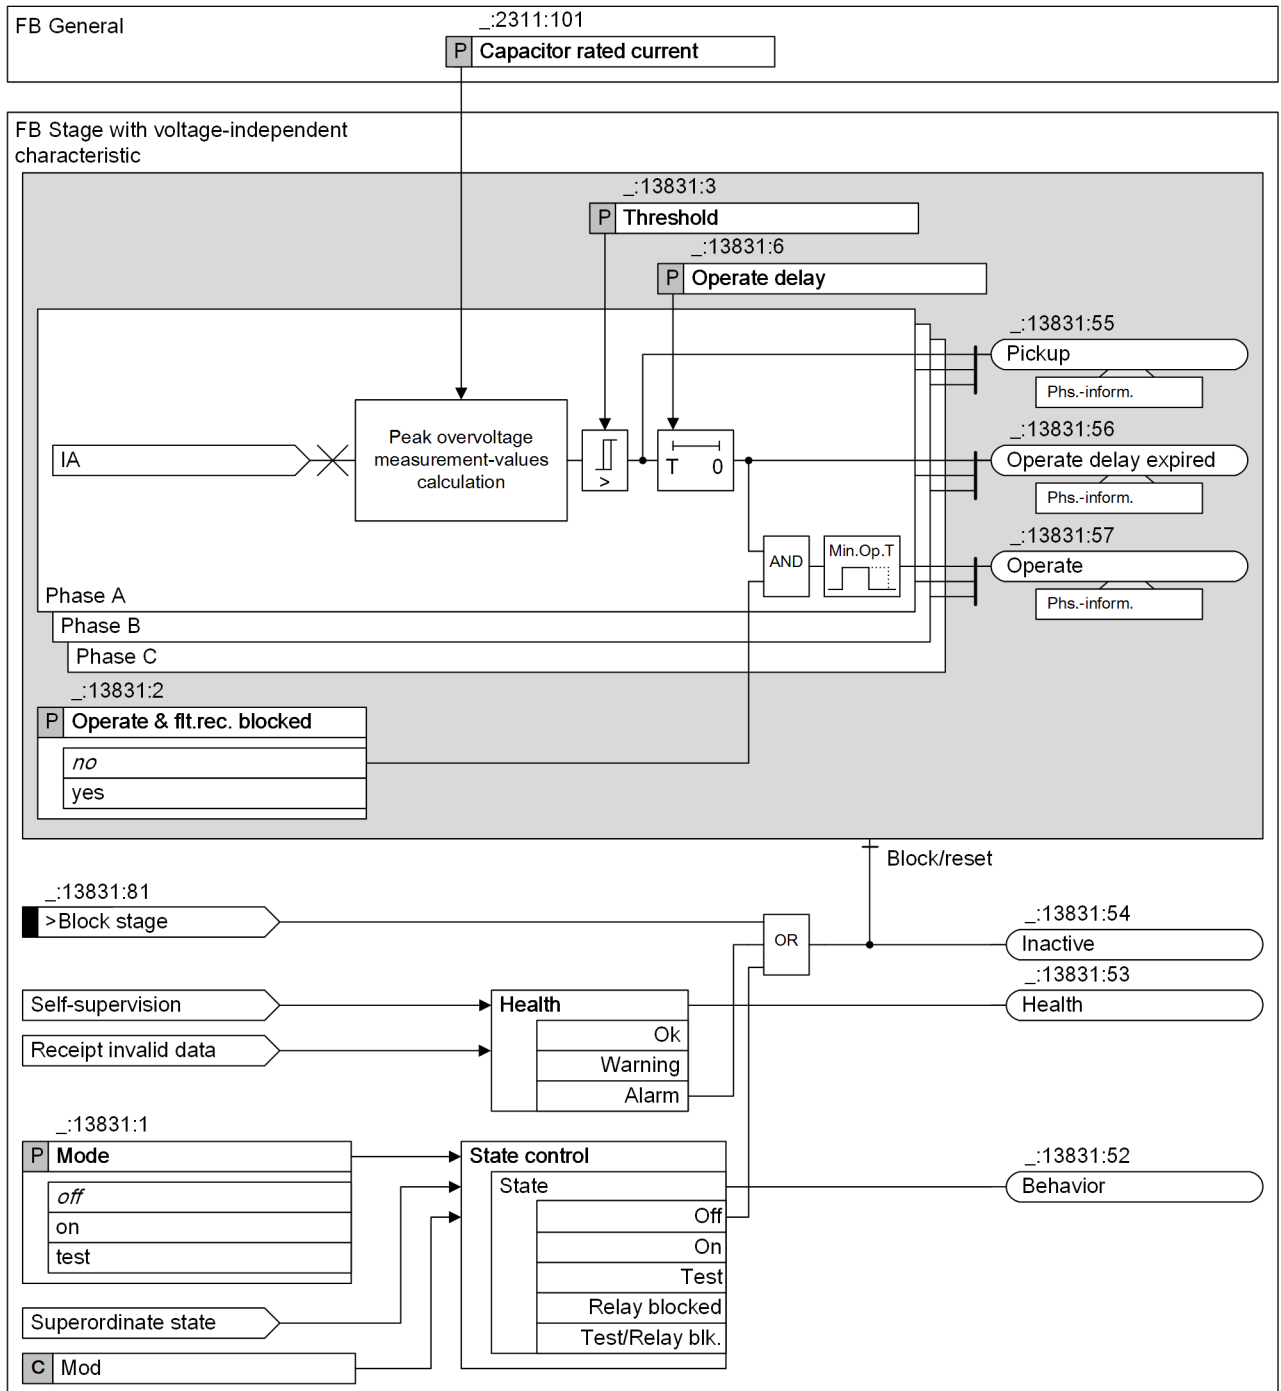 FB General
_:2311:101
P Capacitor rated current
FB Stage with voltage-independent
characteristic
_:13831:3
P Threshold
_:13831:6
P Operate delay
_:13831:55
Pickup
Phs.-inform.
IA
Peak overvoltage
measurement-values
calculation
>
T 0
_:13831:56
Operate delay expired
Phs.-inform.
AND
Min.Op.T
_:13831:57
Operate
Phs.-inform.
Phase A
Phase B
Phase C
_:13831:2
P Operate & flt.rec. blocked
no
yes
Block/reset
_:13831:81
>Block stage
OR
_:13831:54
Inactive
Self-supervision
Receipt invalid data
Health
Ok
Warning
Alarm
_:13831:53
Health
_:13831:1
P Mode
off
on
test
Superordinate state
C Mod
State control
State
Off
On
Test
Relay blocked
Test/Relay blk.
_:13831:52
Behavior